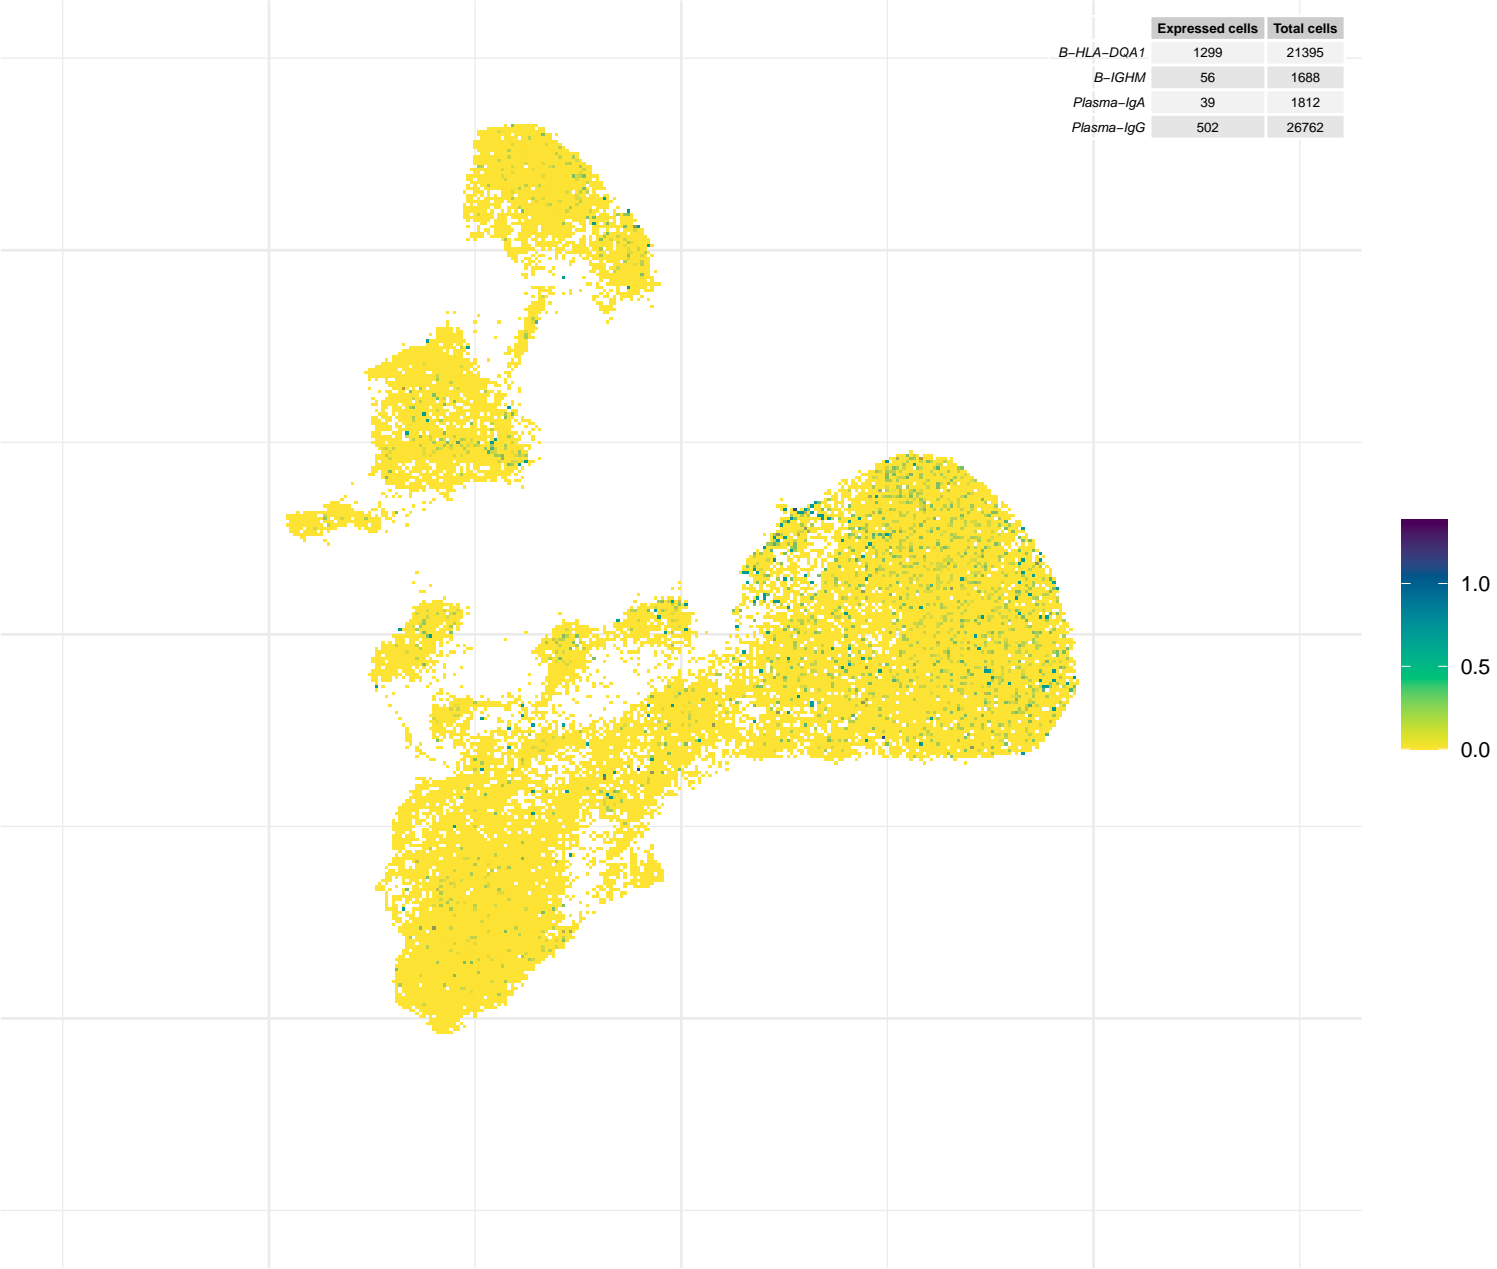 Expressed cells Total cells
B−HLA−DQA1 1299 21395
B−IGHM 56 1688
Plasma−IgA 39 1812
Plasma−IgG 502 26762
1.0
0.5
0.0